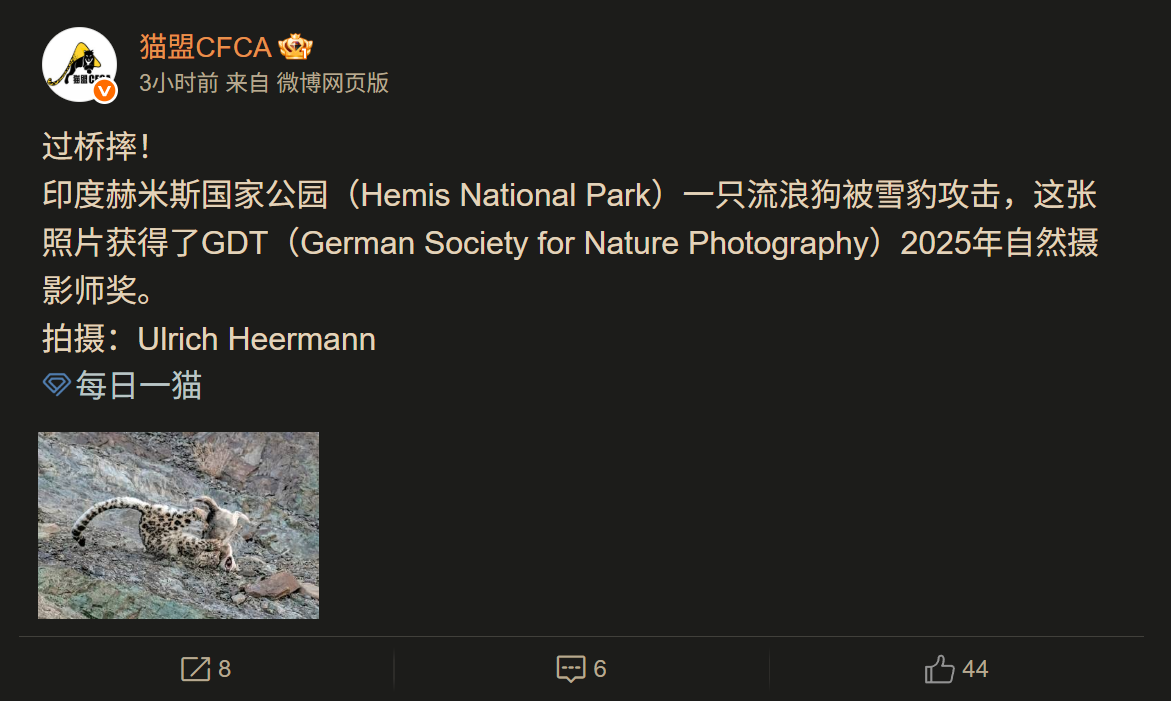 猫盟CFCA
3小时前 来自 微博网页版
过桥摔！
印度赫米斯国家公园（Hemis National Park）一只流浪狗被雪豹攻击，这张
照片获得了GDT（German Society for Nature Photography）2025年自然摄
影师奖。
拍摄：Ulrich Heermann
每日一猫
8
6
44